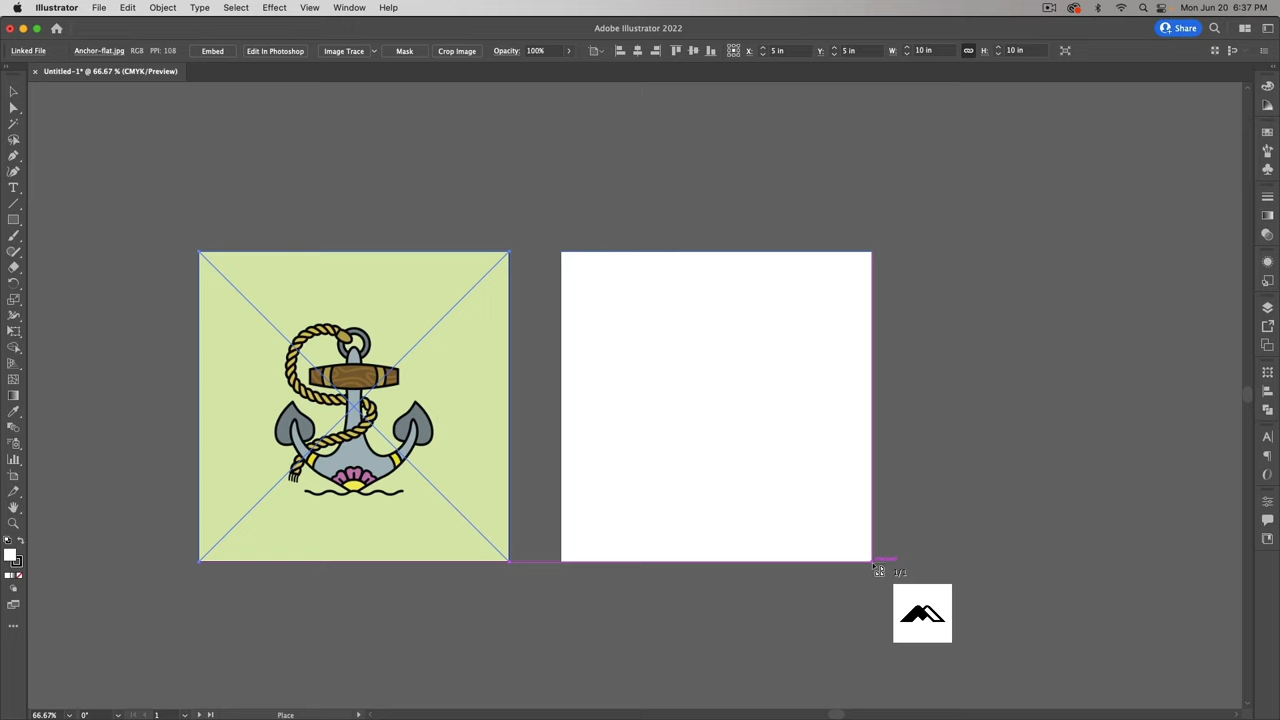 Illustrator File Edit Object Type Select Effect View Window Help Mon Jun 20 6:37 PM
Adobe Illustrator 2022 Share
Linked File Anchor-flat.jpg RGB PPI: 108 Embed Edit In Photoshop Image Trace Mask Crop Image Opacity: 100% X: 5 in Y: 5 in W: 10 in H: 10 in
× Untitled-1* @ 66.67 % (CMYK/Preview)
1/1
66.67% 0° 1 Place